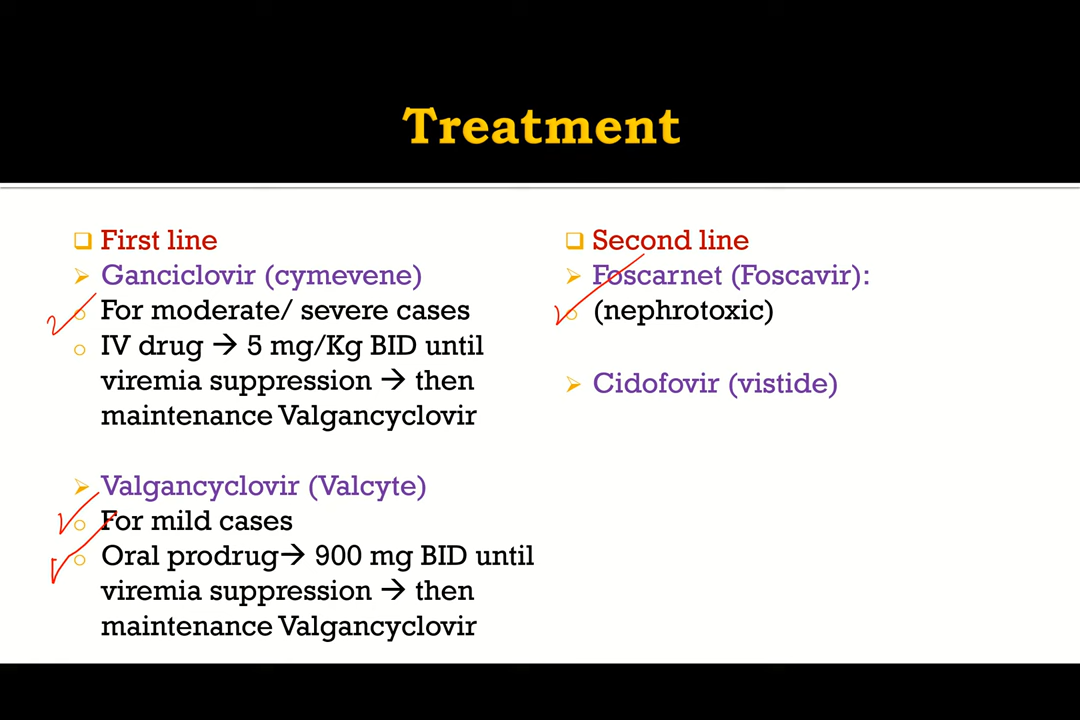 Treatment
First line
Ganciclovir (cymevene)
For moderate/ severe cases
IV drug → 5 mg/Kg BID until
viremia suppression → then
maintenance Valgancyclovir
Valgancyclovir (Valcyte)
For mild cases
Oral prodrug→ 900 mg BID until
viremia suppression → then
maintenance Valgancyclovir
Second line
Foscarnet (Foscavir):
(nephrotoxic)
Cidofovir (vistide)